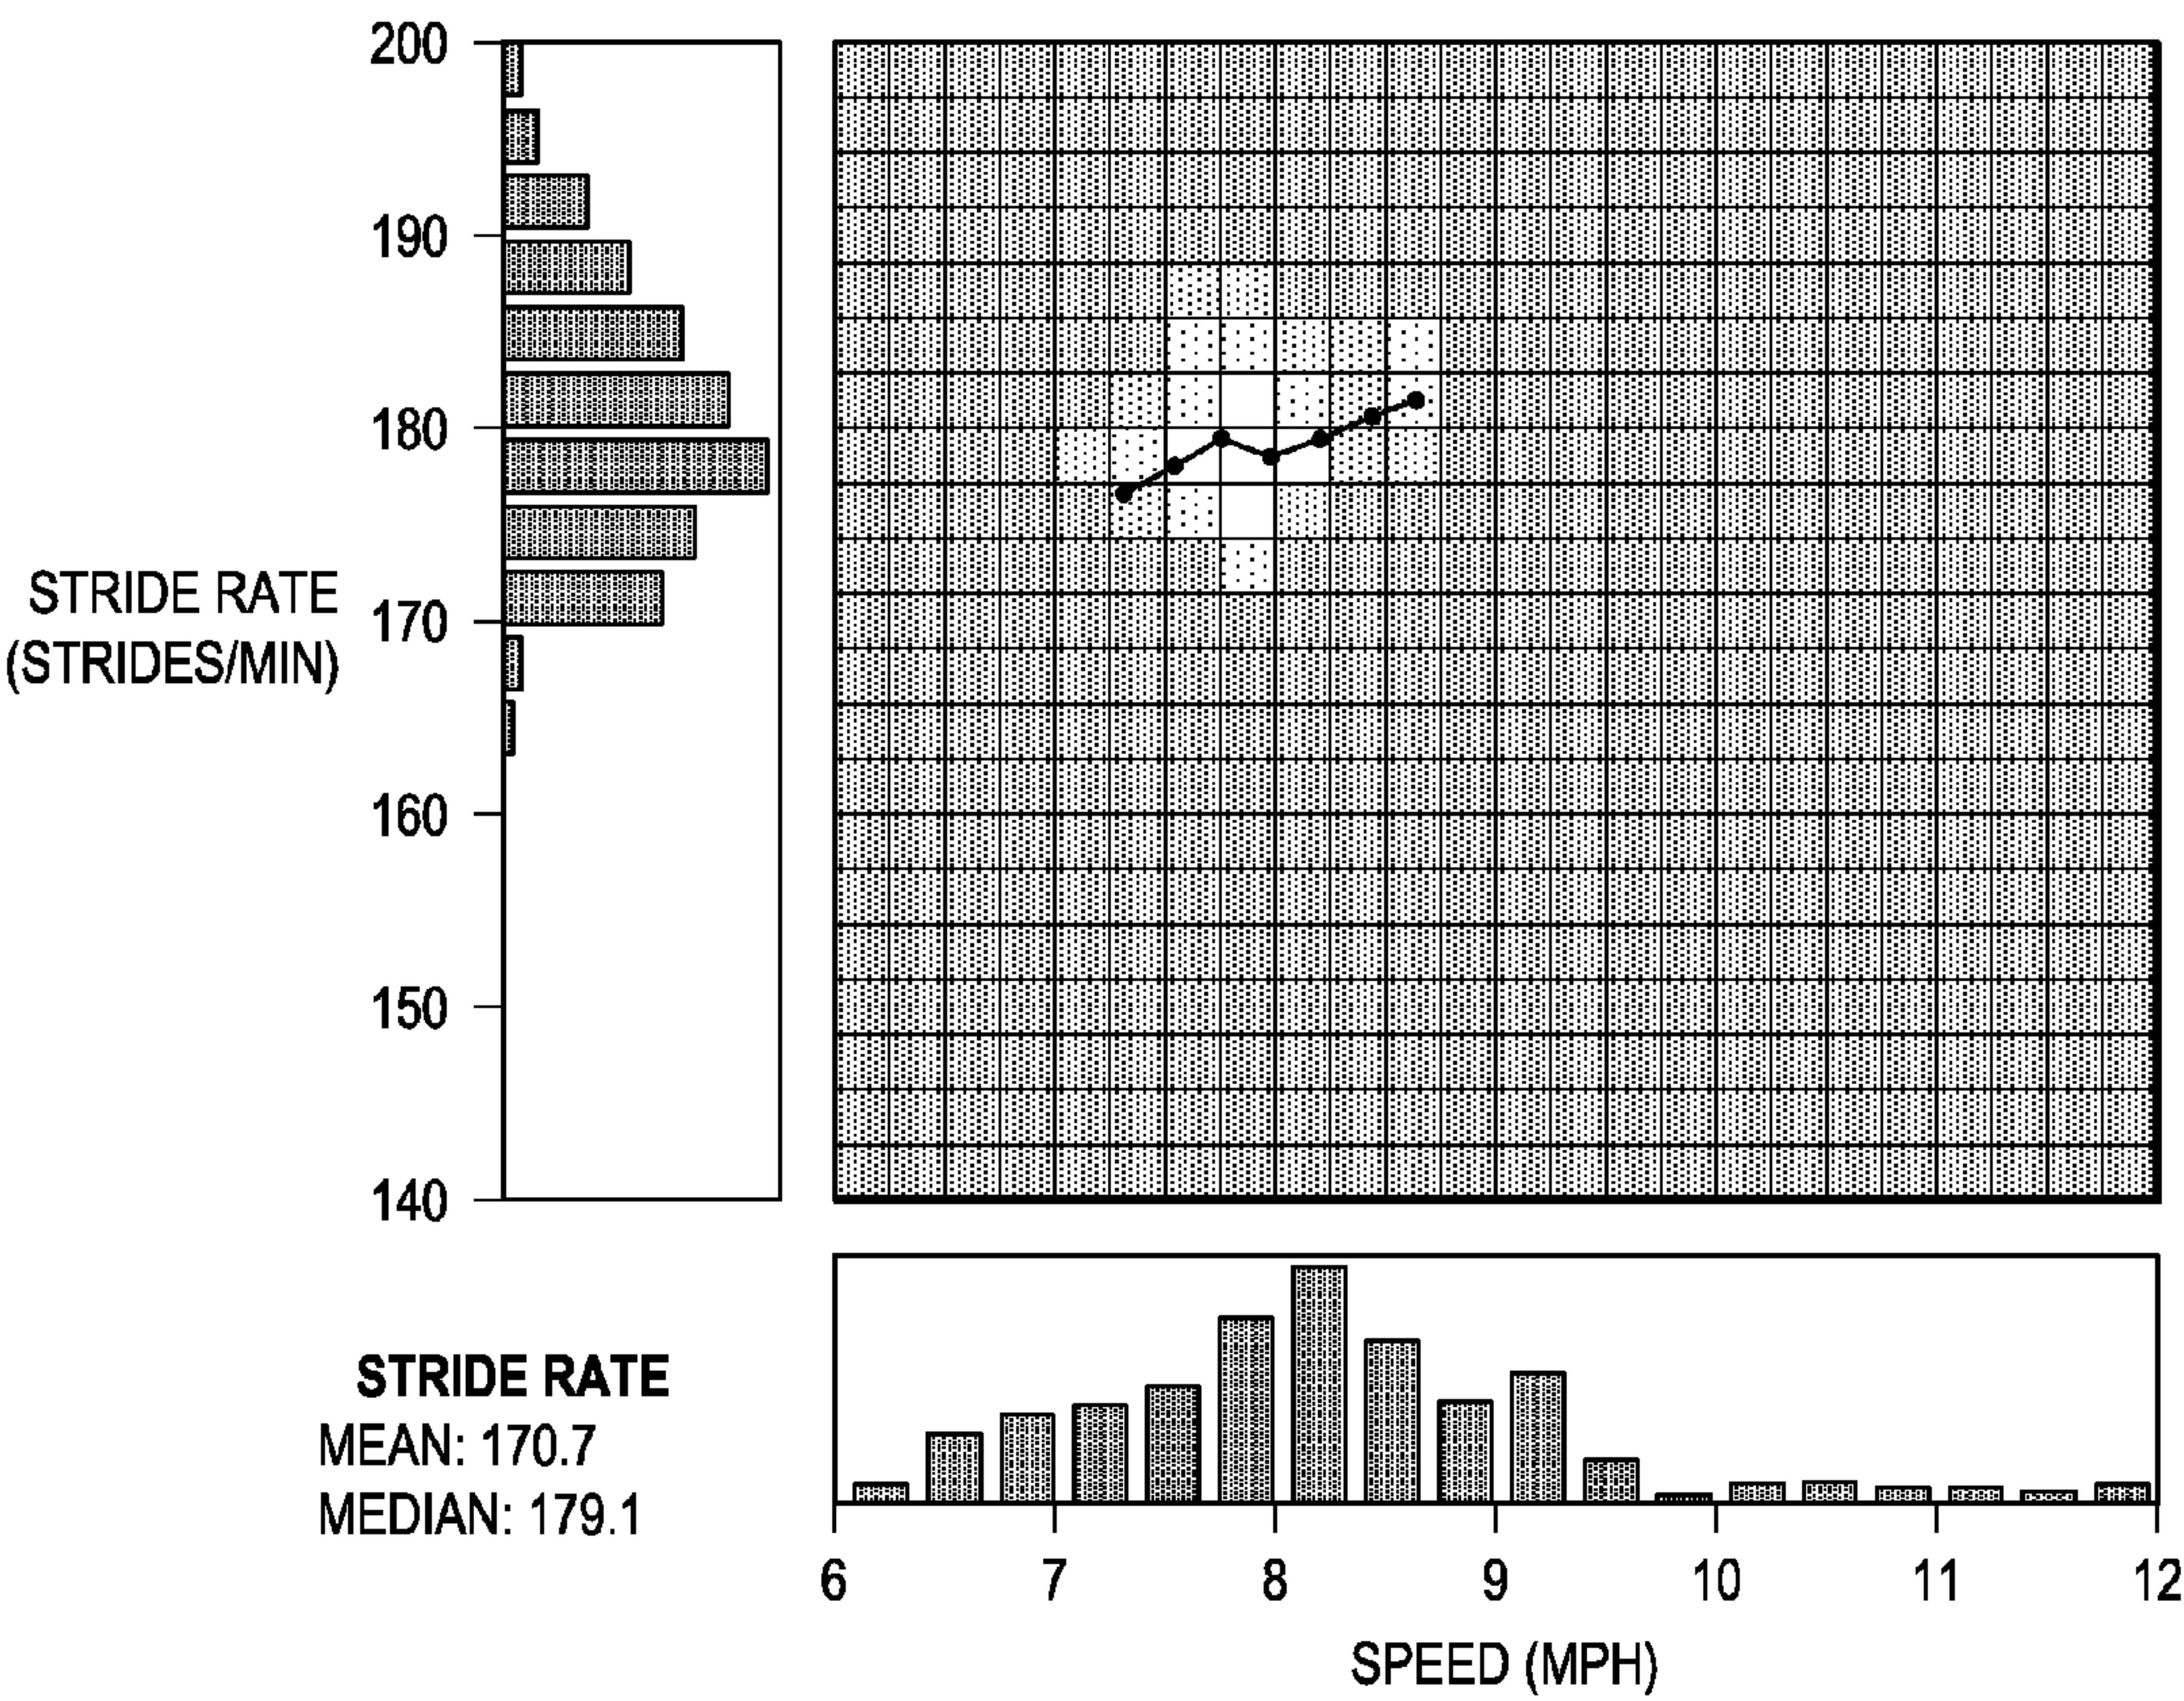 200
190
180
170
160
150
140
STRIDE RATE
(STRIDES/MIN)
STRIDE RATE
MEAN: 170.7
MEDIAN: 179.1
6 7 8 9 10 11 12
SPEED (MPH)